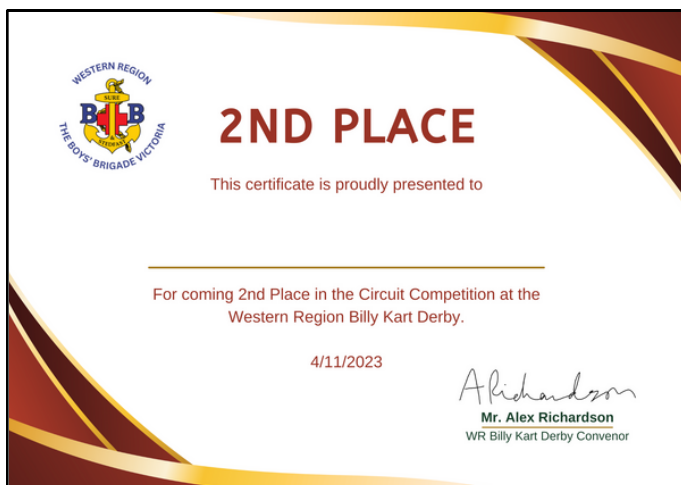 WESTERN REGION
SURE
B B
&
STEDFAST
THE BOYS' BRIGADE VICTORIA
2ND PLACE
This certificate is proudly presented to
For coming 2nd Place in the Circuit Competition at the
Western Region Billy Kart Derby.
4/11/2023
ARichardson
Mr. Alex Richardson
WR Billy Kart Derby Convenor